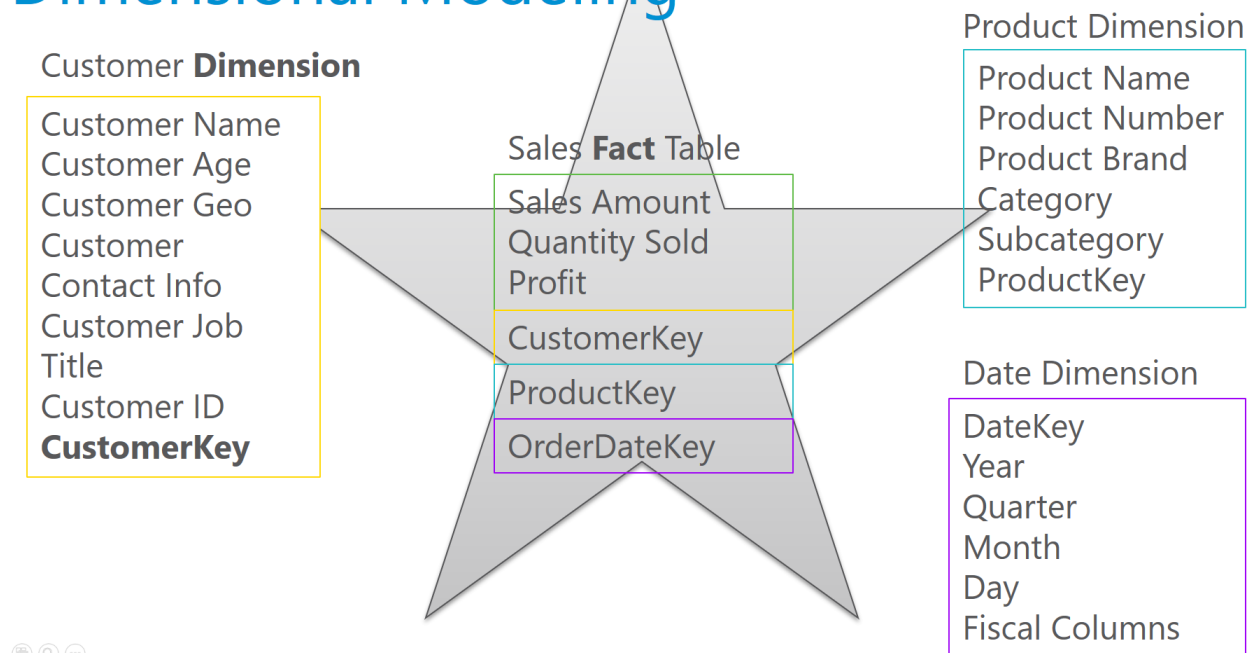 Dimensional Modelling
Customer Dimension
Customer Name
Customer Age
Customer Geo
Customer
Contact Info
Customer Job
Title
Customer ID
CustomerKey
Sales Fact Table
Sales Amount
Quantity Sold
Profit
CustomerKey
ProductKey
OrderDateKey
Product Dimension
Product Name
Product Number
Product Brand
Category
Subcategory
ProductKey
Date Dimension
DateKey
Year
Quarter
Month
Day
Fiscal Columns